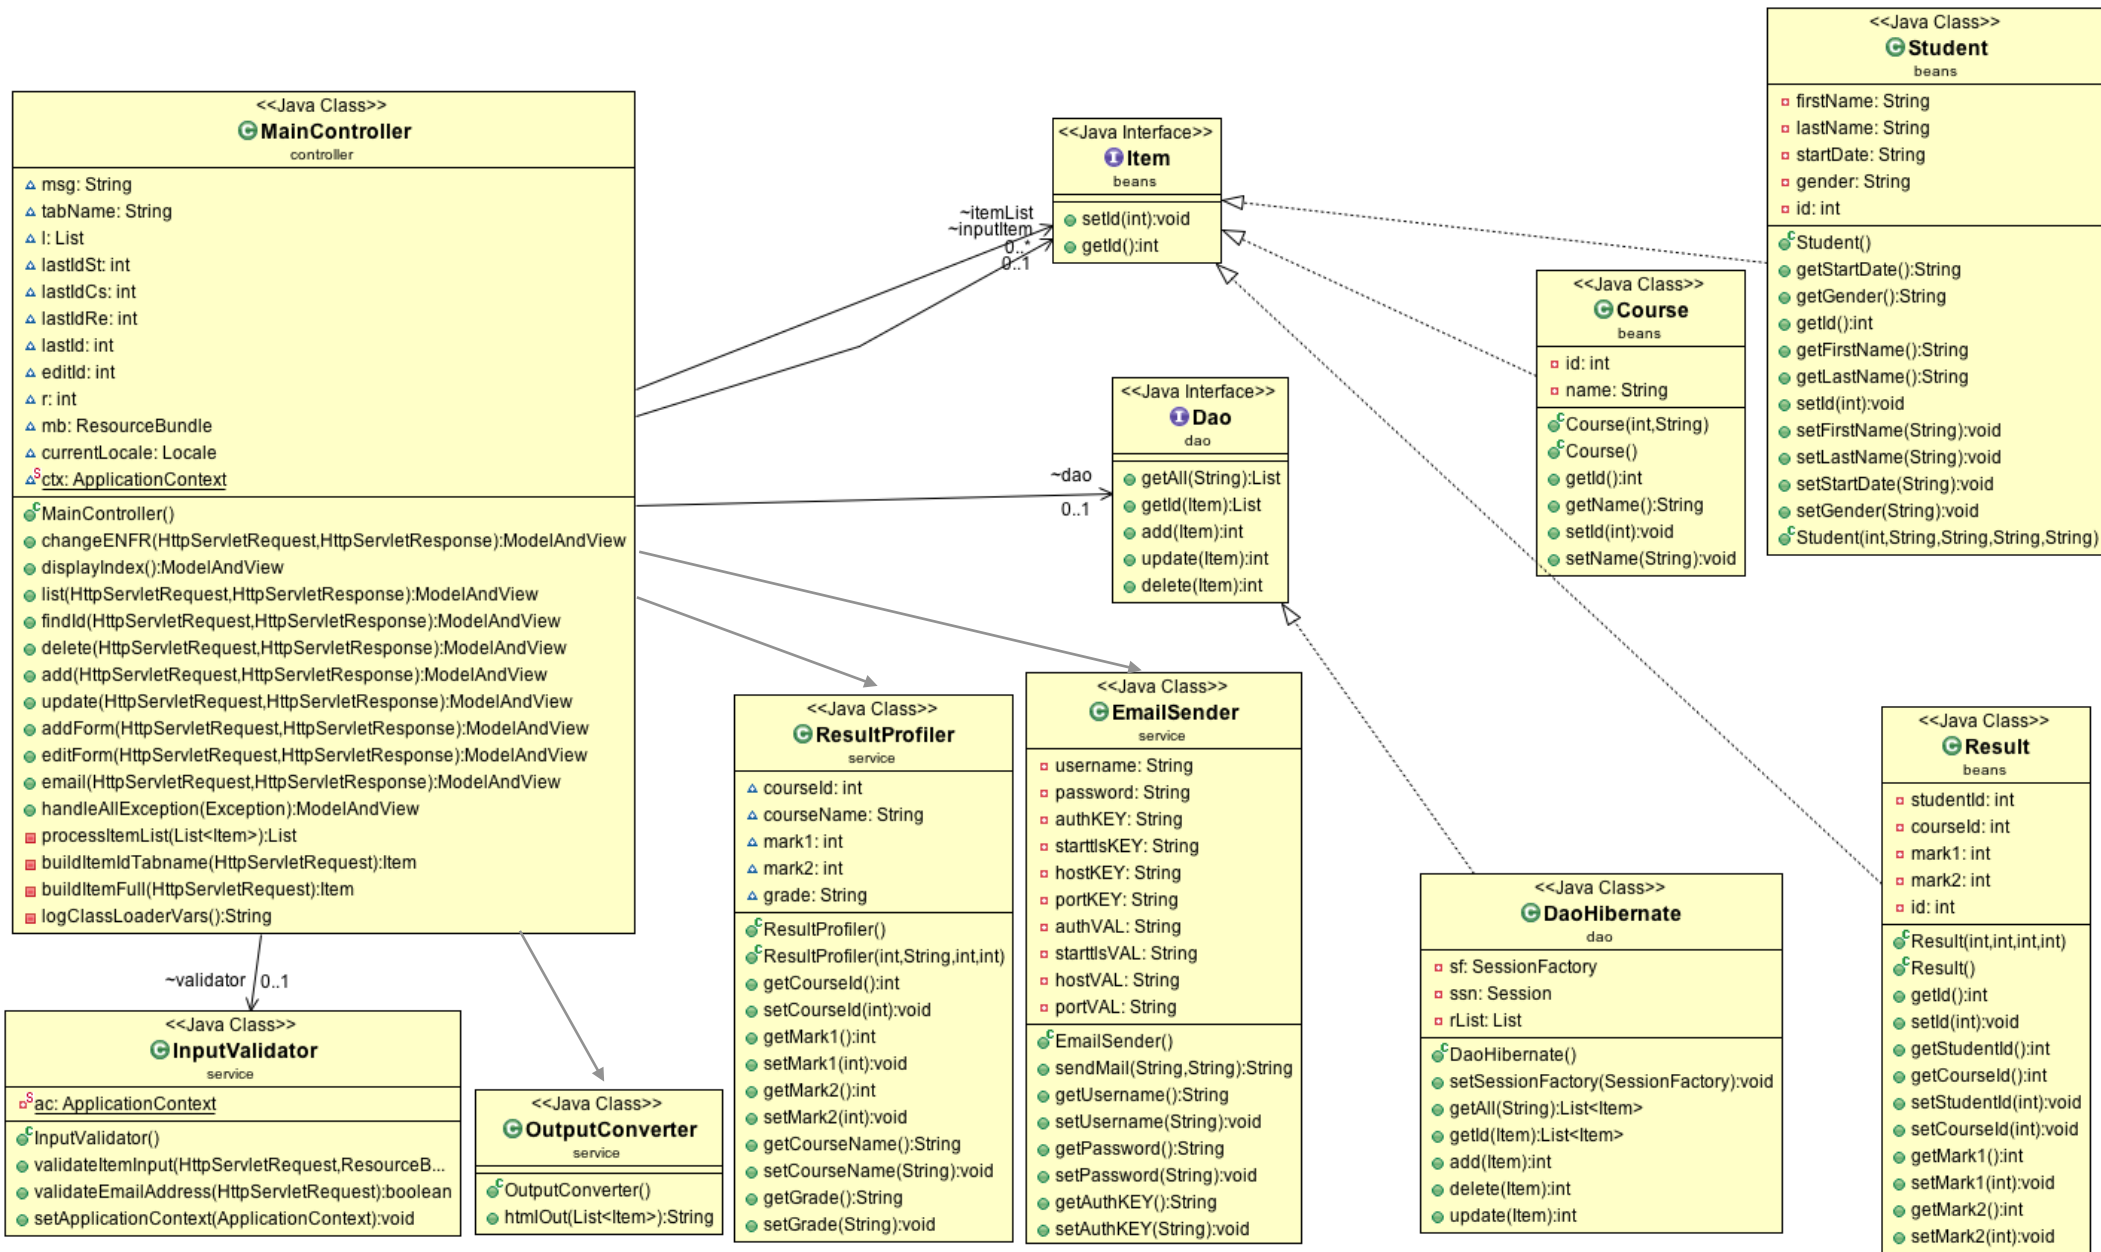 <<Java Class>>
MainController
controller
msg: String
tabName: String
l: List
lastIdSt: int
lastIdCs: int
lastIdRe: int
lastId: int
editId: int
r: int
mb: ResourceBundle
currentLocale: Locale
ctx: ApplicationContext
MainController()
changeENFR(HttpServletRequest,HttpServletResponse):ModelAndView
displayIndex():ModelAndView
list(HttpServletRequest,HttpServletResponse):ModelAndView
findId(HttpServletRequest,HttpServletResponse):ModelAndView
delete(HttpServletRequest,HttpServletResponse):ModelAndView
add(HttpServletRequest,HttpServletResponse):ModelAndView
update(HttpServletRequest,HttpServletResponse):ModelAndView
addForm(HttpServletRequest,HttpServletResponse):ModelAndView
editForm(HttpServletRequest,HttpServletResponse):ModelAndView
email(HttpServletRequest,HttpServletResponse):ModelAndView
handleAllException(Exception):ModelAndView
processItemList(List<Item>):List
buildItemIdTabname(HttpServletRequest):Item
buildItemFull(HttpServletRequest):Item
logClassLoaderVars():String
~itemList
~inputItem
0..*
0..1
~dao
0..1
~validator
0..1
<<Java Interface>>
Item
beans
setId(int):void
getId():int
<<Java Interface>>
Dao
dao
getAll(String):List
getId(Item):List
add(Item):int
update(Item):int
delete(Item):int
<<Java Class>>
Course
beans
id: int
name: String
Course(int,String)
Course()
getId():int
getName():String
setId(int):void
setName(String):void
<<Java Class>>
Student
beans
firstName: String
lastName: String
startDate: String
gender: String
id: int
Student()
getStartDate():String
getGender():String
getId():int
getFirstName():String
getLastName():String
setId(int):void
setFirstName(String):void
setLastName(String):void
setStartDate(String):void
setGender(String):void
Student(int,String,String,String,String)
<<Java Class>>
InputValidator
service
ac: ApplicationContext
InputValidator()
validateItemInput(HttpServletRequest,ResourceB...
validateEmailAddress(HttpServletRequest):boolean
setApplicationContext(ApplicationContext):void
<<Java Class>>
OutputConverter
service
OutputConverter()
htmlOut(List<Item>):String
<<Java Class>>
ResultProfiler
service
courseId: int
courseName: String
mark1: int
mark2: int
grade: String
ResultProfiler()
ResultProfiler(int,String,int,int)
getCourseId():int
setCourseId(int):void
getMark1():int
setMark1(int):void
getMark2():int
setMark2(int):void
getCourseName():String
setCourseName(String):void
getGrade():String
setGrade(String):void
<<Java Class>>
EmailSender
service
username: String
password: String
authKEY: String
starttlsKEY: String
hostKEY: String
portKEY: String
authVAL: String
starttlsVAL: String
hostVAL: String
portVAL: String
EmailSender()
sendMail(String,String):String
getUsername():String
setUsername(String):void
getPassword():String
setPassword(String):void
getAuthKEY():String
setAuthKEY(String):void
<<Java Class>>
DaoHibernate
dao
sf: SessionFactory
ssn: Session
rList: List
DaoHibernate()
setSessionFactory(SessionFactory):void
getAll(String):List<Item>
getId(Item):List<Item>
add(Item):int
delete(Item):int
update(Item):int
<<Java Class>>
Result
beans
studentId: int
courseId: int
mark1: int
mark2: int
id: int
Result(int,int,int,int)
Result()
getId():int
setId(int):void
getStudentId():int
getCourseId():int
setStudentId(int):void
setCourseId(int):void
getMark1():int
setMark1(int):void
getMark2():int
setMark2(int):void